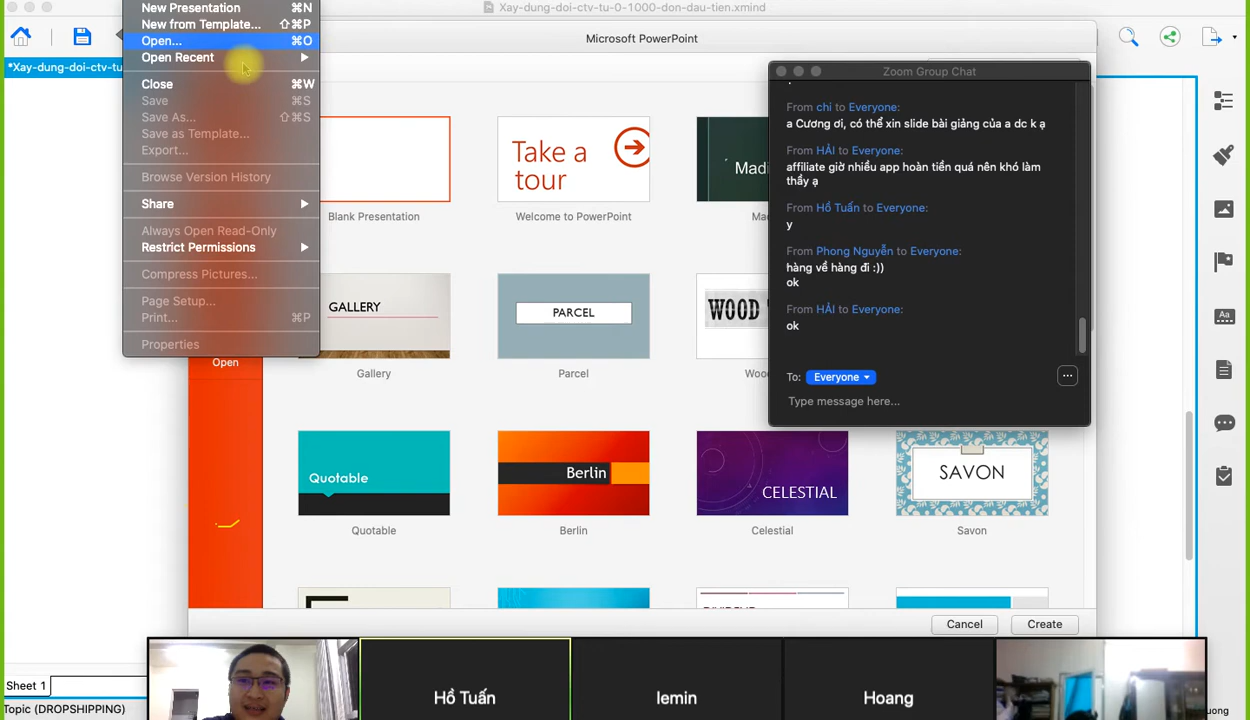 Xay-dung-doi-ctv-tu-0-1000-don-dau-tien.xmind
New Presentation ⌘N
New from Template... ⇧⌘P
Open... ⌘O
Open Recent
Close ⌘W
Save ⌘S
Save As... ⇧⌘S
Save as Template...
Export...
Browse Version History
Share
Always Open Read-Only
Restrict Permissions
Compress Pictures...
Page Setup...
Print... ⌘P
Properties
*Xay-dung-doi-ctv-tu
Microsoft PowerPoint
Open
Blank Presentation
Take a
tour
Welcome to PowerPoint
GALLERY
Gallery
PARCEL
Parcel
WOOD
Quotable
Quotable
Berlin
Berlin
CELESTIAL
Celestial
SAVON
Savon
Cancel
Create
Zoom Group Chat
From chi to Everyone:
a Cương ơi, có thể xin slide bài giảng của a dc k ạ
From HẢI to Everyone:
affiliate giờ nhiều app hoàn tiền quá nên khó làm
thầy ạ
From Hồ Tuấn to Everyone:
y
From Phong Nguyễn to Everyone:
hàng về hàng đi :))
ok
From HẢI to Everyone:
ok
To: Everyone
Type message here...
Aa
Sheet 1
Topic (DROPSHIPPING)
Hồ Tuấn
lemin
Hoang
uong